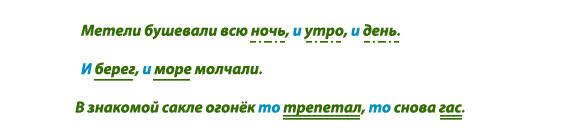 Метели бушевали всю ночь, и утро, и день.
И берег, и море молчали.
В знакомой сакле огонёк то трепетал, то снова гас.